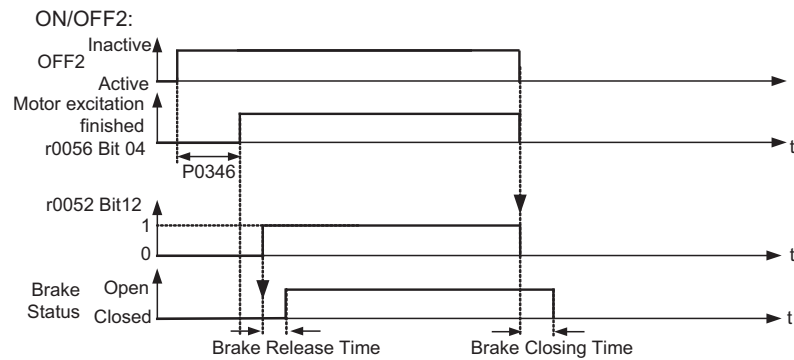 ON/OFF2:
Inactive
OFF2
Active
Motor excitation
finished
r0056 Bit 04
t
P0346
r0052 Bit12
1
0
t
Brake
Status
Open
Closed
t
Brake Release Time
Brake Closing Time